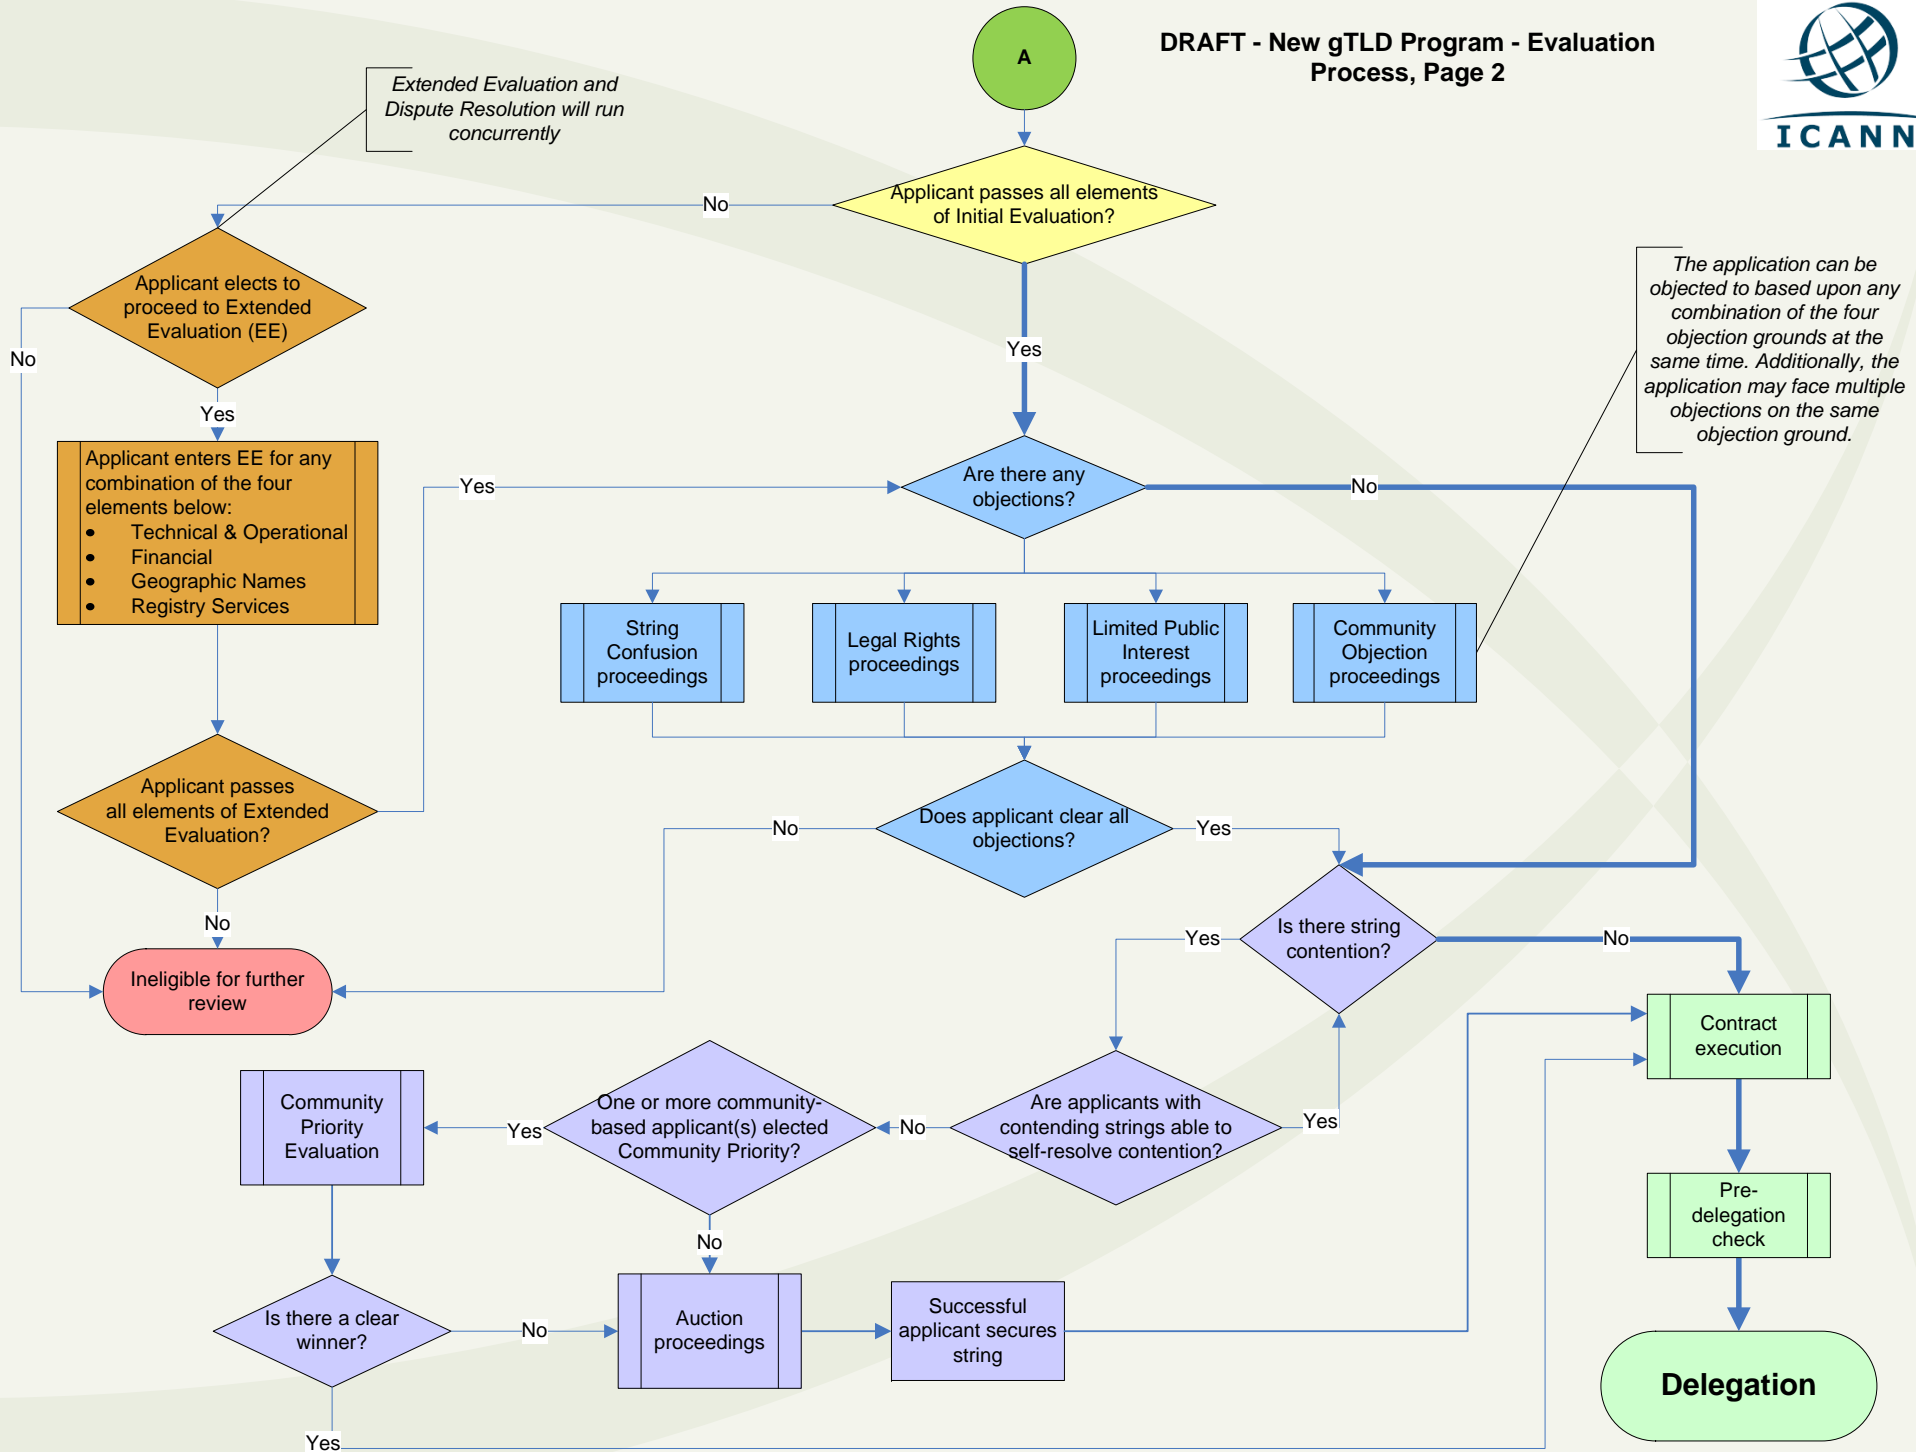 A
DRAFT - New gTLD Program - Evaluation
Process, Page 2
ICANN
Extended Evaluation and
Dispute Resolution will run
concurrently
Applicant passes all elements
of Initial Evaluation?
No
Yes
Applicant elects to
proceed to Extended
Evaluation (EE)
No
Yes
The application can be
objected to based upon any
combination of the four
objection grounds at the
same time. Additionally, the
application may face multiple
objections on the same
objection ground.
Applicant enters EE for any
combination of the four
elements below:
• Technical & Operational
• Financial
• Geographic Names
• Registry Services
Yes
Are there any
objections?
No
String
Confusion
proceedings
Legal Rights
proceedings
Limited Public
Interest
proceedings
Community
Objection
proceedings
Applicant passes
all elements of Extended
Evaluation?
No
Does applicant clear all
objections?
No
Yes
Ineligible for further
review
Is there string
contention?
Yes
No
Contract
execution
Community
Priority
Evaluation
Yes
One or more community-
based applicant(s) elected
Community Priority?
No
No
Are applicants with
contending strings able to
self-resolve contention?
Yes
Pre-
delegation
check
Is there a clear
winner?
No
Auction
proceedings
Successful
applicant secures
string
Delegation
Yes